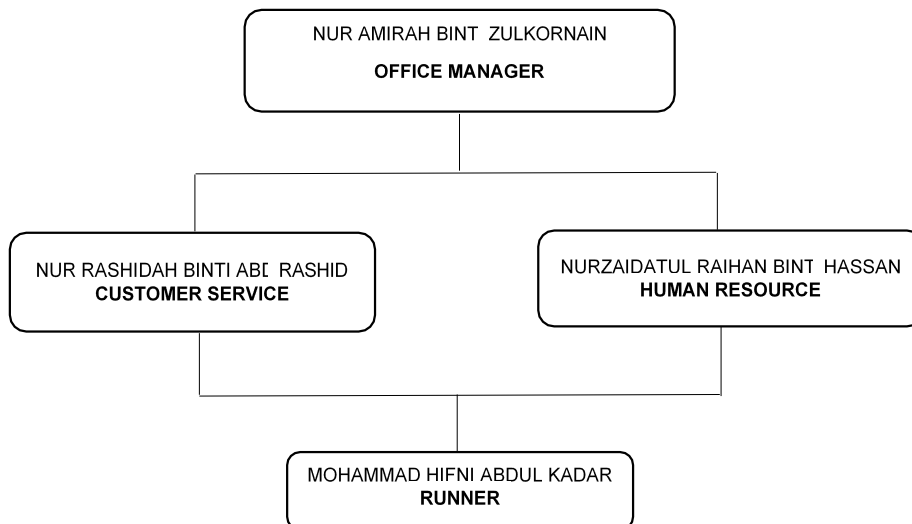 NUR AMIRAH BINT ZULKORNAIN
OFFICE MANAGER
NUR RASHIDAH BINTI ABD RASHID
CUSTOMER SERVICE
NURZAIDATUL RAIHAN BINT HASSAN
HUMAN RESOURCE
MOHAMMAD HIFNI ABDUL KADAR
RUNNER